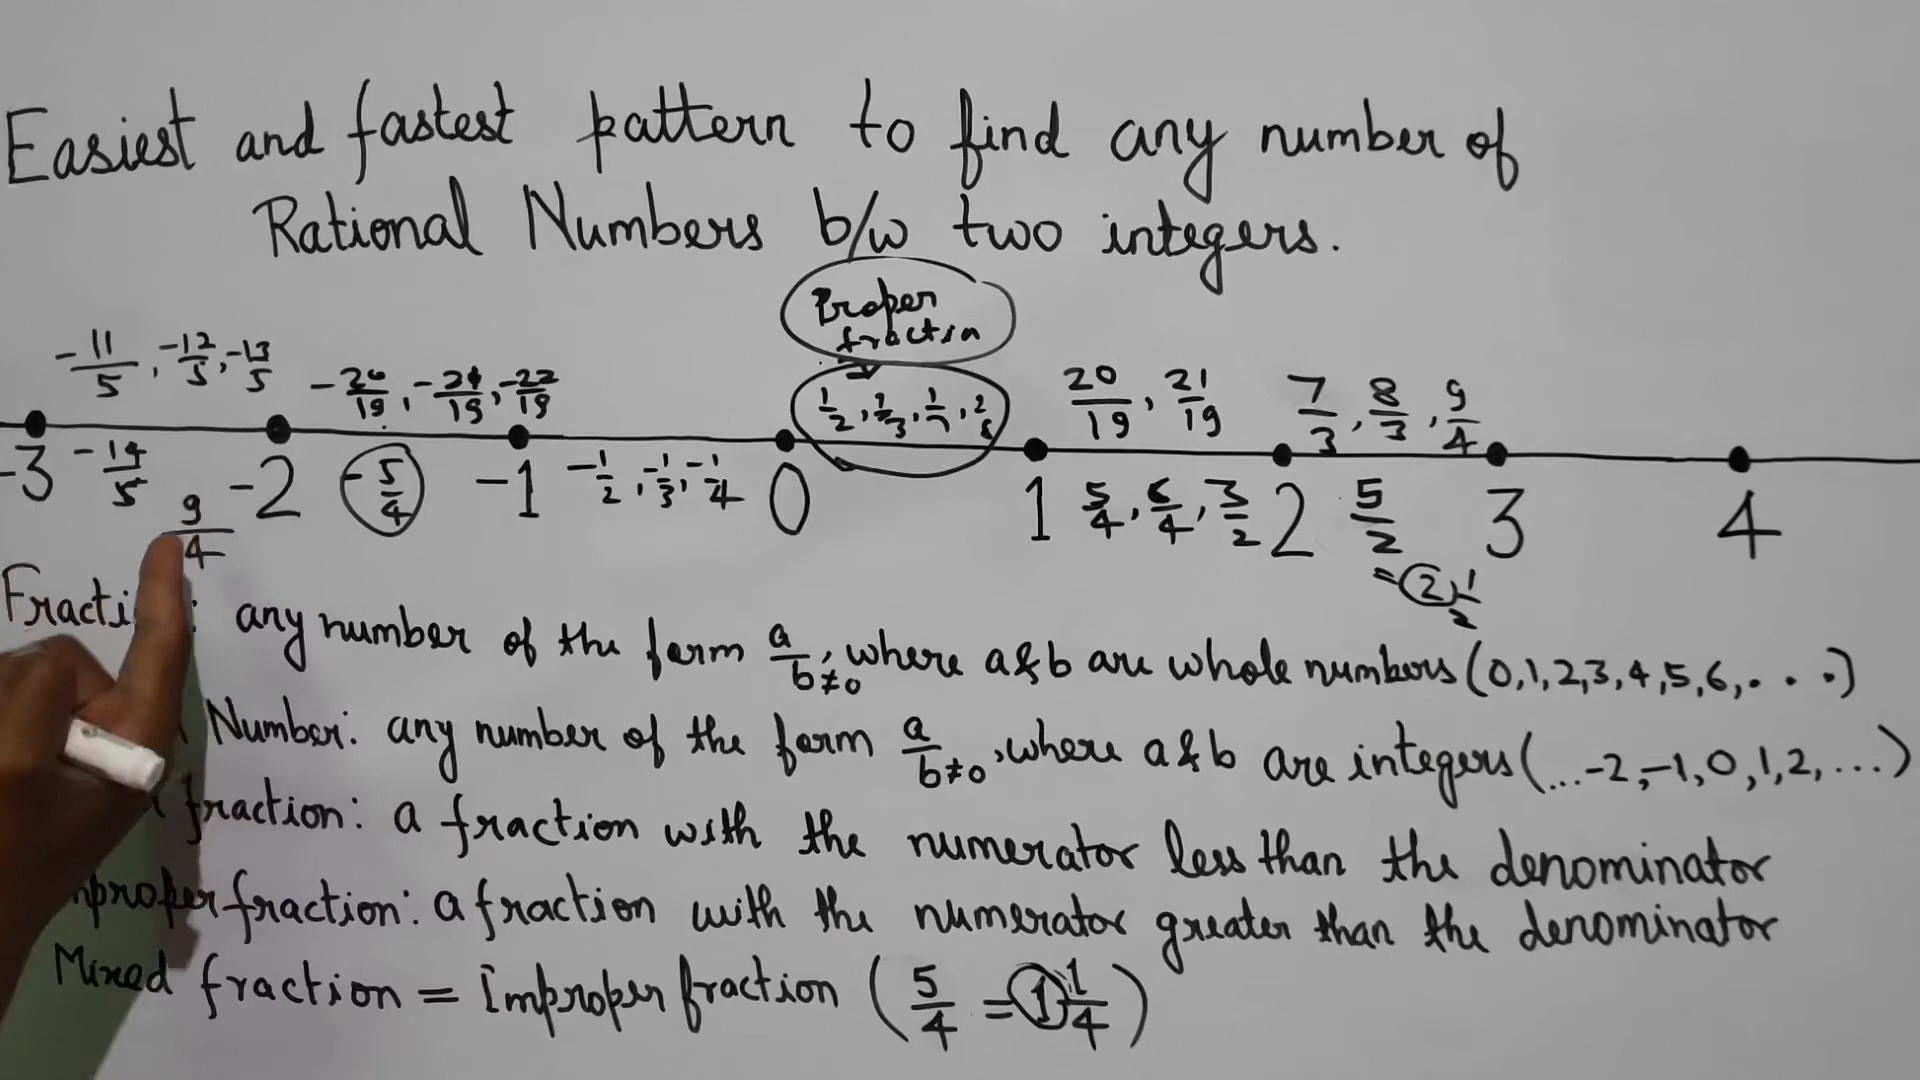 Easiest and fastest pattern to find any number of
Rational Numbers b/w two integers.
Proper
fraction
-11/5, -12/5, -13/5 -20/19, -21/19, -22/19 1/2, 1/7, 20/19, 21/19 7/3, 8/3, 9/4
-3 -14/5 -2 -5/4 -1 -1/2, -1/3, -1/4 0 1 5/4, 6/4, 3/2 2 5/2 3 4
9/4 = 2 1/2
any number of the form a/b≠0, where a & b are whole numbers (0,1,2,3,4,5,6,. . .)
Number: any number of the form a/b≠0, where a & b are integers (...-2,-1,0,1,2,...)
fraction: a fraction with the numerator less than the denominator
fraction: a fraction with the numerator greater than the denominator
Mixed fraction = Improper fraction (5/4 = 1 1/4)